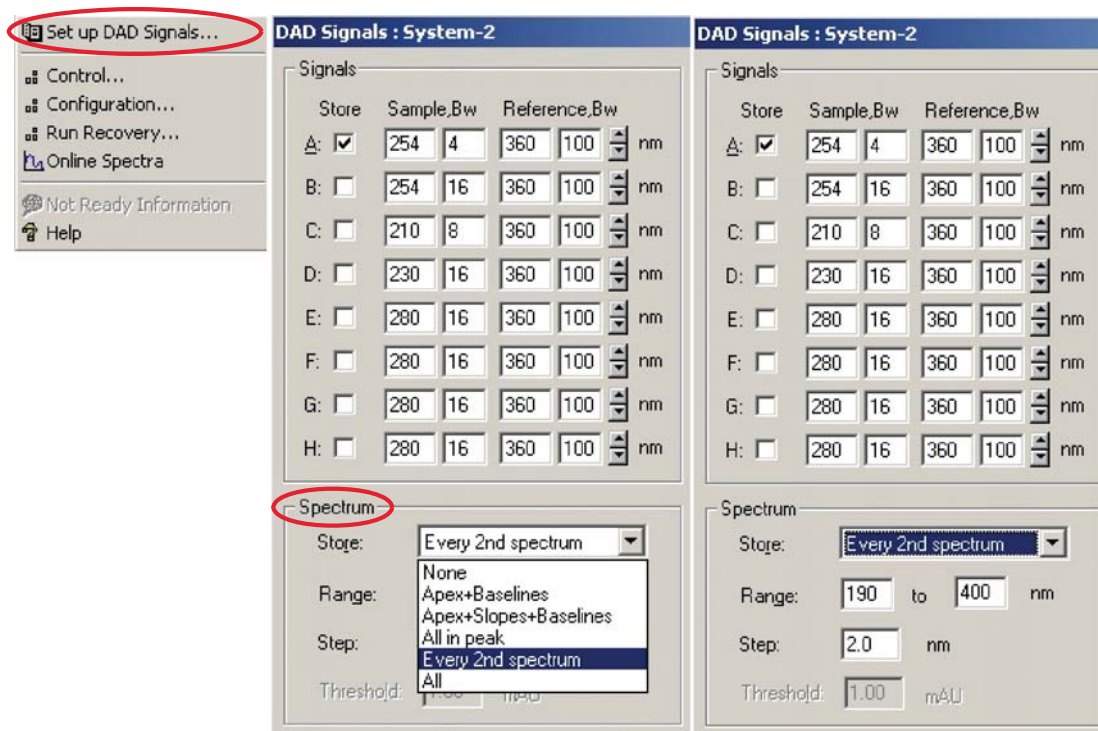 Set up DAD Signals...
Control...
Configuration...
Run Recovery...
Online Spectra
Not Ready Information
Help
DAD Signals : System-2
Signals
Store Sample,Bw Reference,Bw
A: 254 4 360 100 nm
B: 254 16 360 100 nm
C: 210 8 360 100 nm
D: 230 16 360 100 nm
E: 280 16 360 100 nm
F: 280 16 360 100 nm
G: 280 16 360 100 nm
H: 280 16 360 100 nm
Spectrum
Store: Every 2nd spectrum
None
Range: Apex+Baselines
Apex+Slopes+Baselines
Step: All in peak
Every 2nd spectrum
All
Threshold: 1.00 mAU
DAD Signals : System-2
Signals
Store Sample,Bw Reference,Bw
A: 254 4 360 100 nm
B: 254 16 360 100 nm
C: 210 8 360 100 nm
D: 230 16 360 100 nm
E: 280 16 360 100 nm
F: 280 16 360 100 nm
G: 280 16 360 100 nm
H: 280 16 360 100 nm
Spectrum
Store: Every 2nd spectrum
Range: 190 to 400 nm
Step: 2.0 nm
Threshold: 1.00 mAU